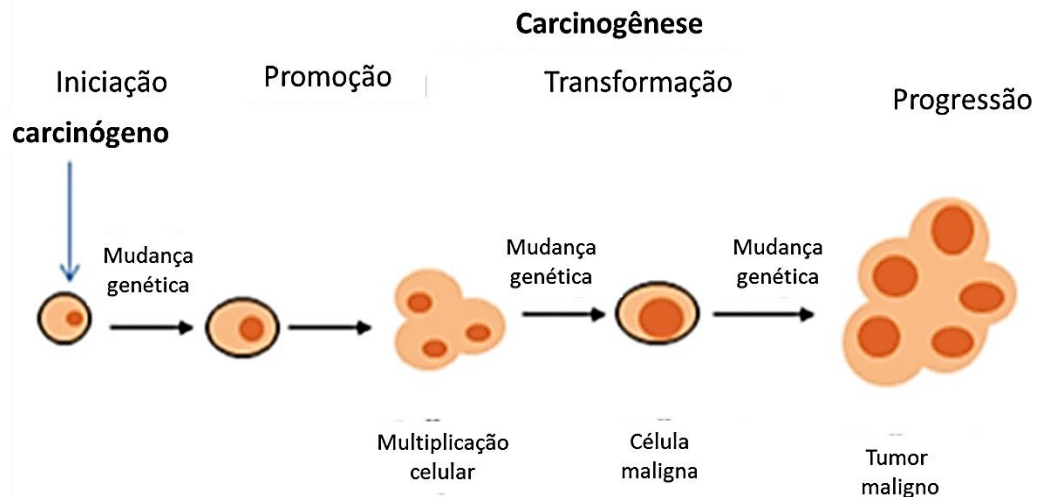 Carcinogênese
Iniciação
Promoção
Transformação
Progressão
carcinógeno
Mudança
genética
Mudança
genética
Mudança
genética
Multiplicação
celular
Célula
maligna
Tumor
maligno